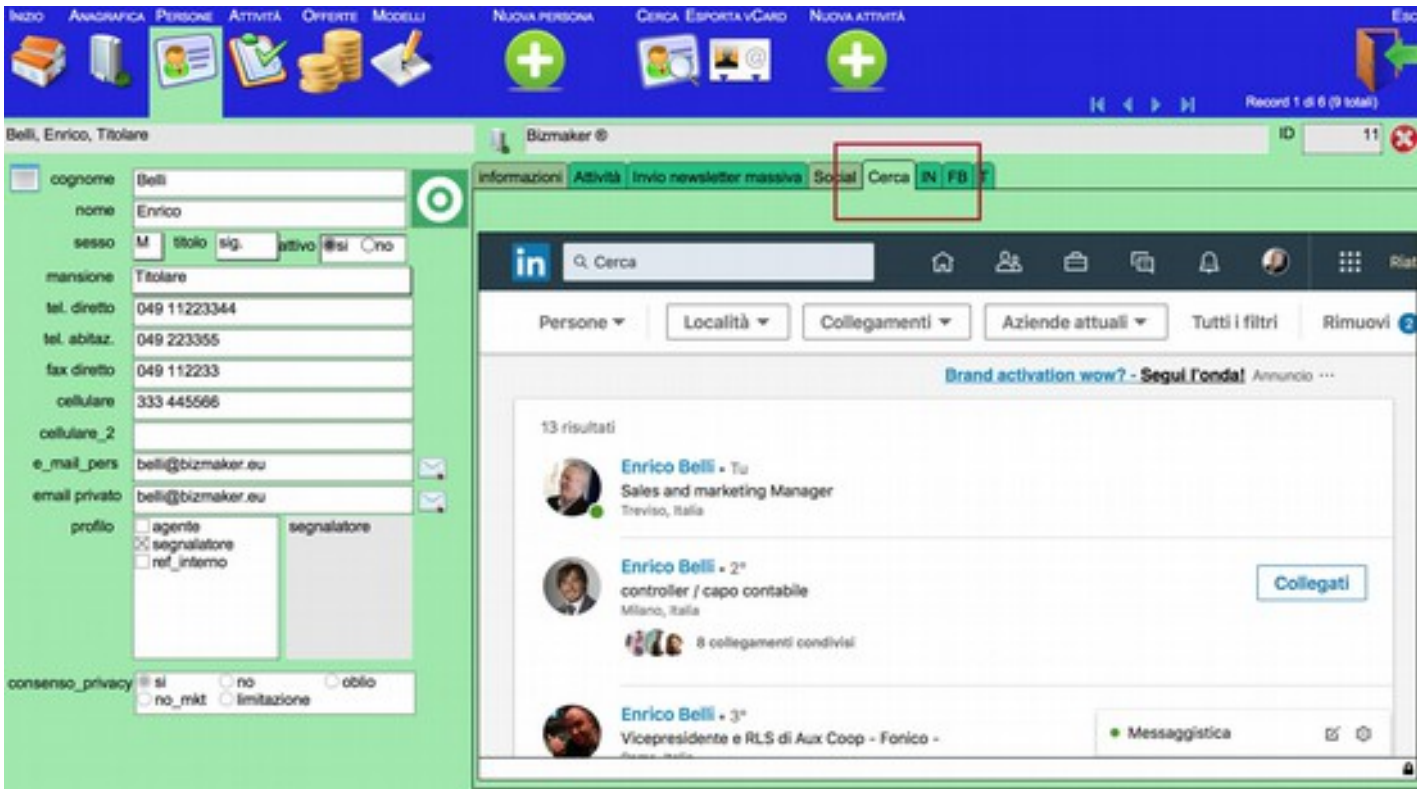 INIZIO ANAGRAFICA PERSONE ATTIVITÀ OFFERTE MODELLI NUOVA PERSONA CERCA ESPORTA VCARD NUOVA ATTIVITÀ
Record 1 di 6 (9 totali)
Belli, Enrico, Titolare Bizmaker ® ID 11
informazioni Attività Invio newsletter massiva Social Cerca IN FB T
cognome Belli
nome Enrico
sesso M titolo sig. attivo si no
mansione Titolare
tel. diretto 049 11223344
tel. abitaz. 049 223355
fax diretto 049 112233
cellulare 333 445566
cellulare_2
e_mail_pers belli@bizmaker.eu
email privato belli@bizmaker.eu
profilo agente segnalatore
segnalatore
ref_interno
consenso_privacy si no oblio
no_mkt limitazione
in Cerca
Persone Località Collegamenti Aziende attuali Tutti i filtri Rimuovi 2
Brand activation wow? - Segui l'onda! Annuncio ···
13 risultati
Enrico Belli • Tu
Sales and marketing Manager
Treviso, Italia
Enrico Belli • 2°
controller / capo contabile
Milano, Italia
Collegati
8 collegamenti condivisi
Enrico Belli • 3°
Vicepresidente e RLS di Aux Coop - Fonico -
Messaggistica